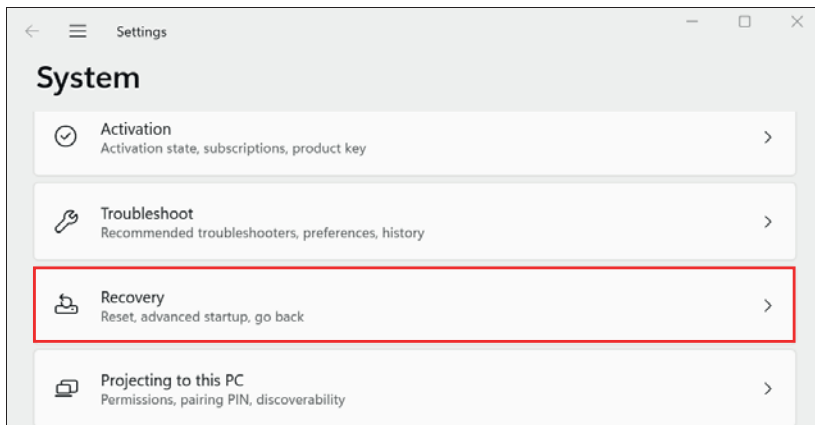 Settings
System
Activation
Activation state, subscriptions, product key
Troubleshoot
Recommended troubleshooters, preferences, history
Recovery
Reset, advanced startup, go back
Projecting to this PC
Permissions, pairing PIN, discoverability